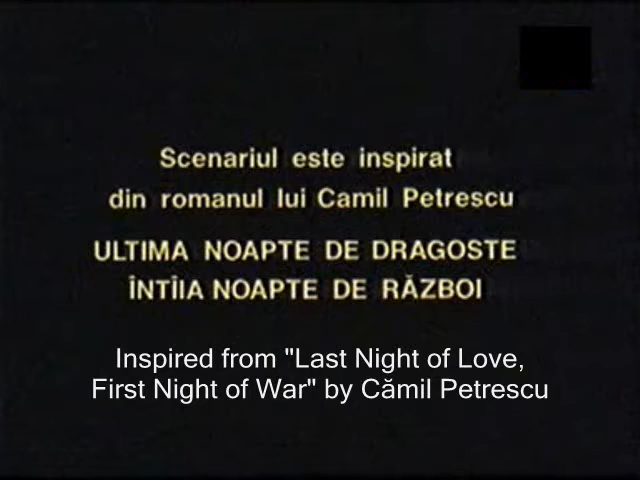 Scenariul este inspirat
din romanul lui Camil Petrescu
ULTIMA NOAPTE DE DRAGOSTE
ÎNTÎIA NOAPTE DE RĂZBOI
Inspired from "Last Night of Love,
First Night of War" by Cămil Petrescu